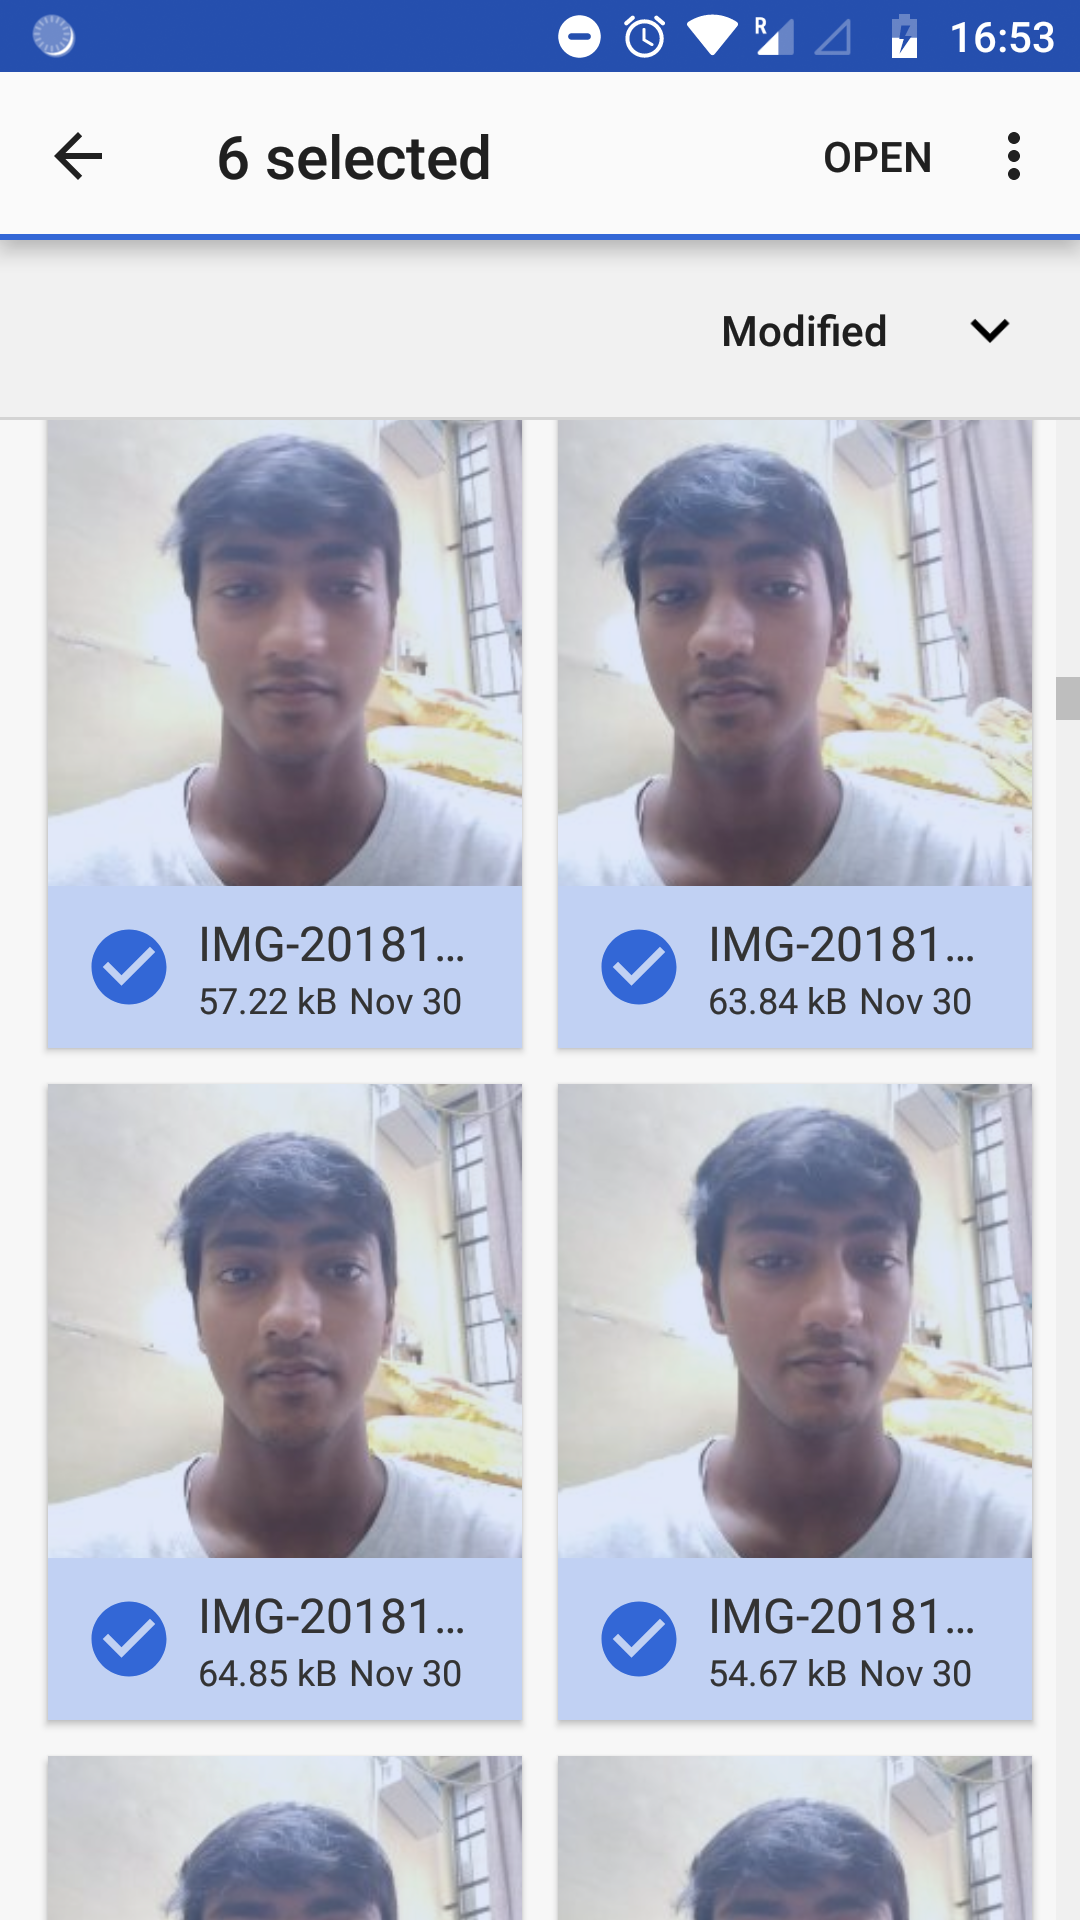 R 16:53
6 selected OPEN
Modified
IMG-20181...
57.22 kB Nov 30
IMG-20181...
63.84 kB Nov 30
IMG-20181...
64.85 kB Nov 30
IMG-20181...
54.67 kB Nov 30